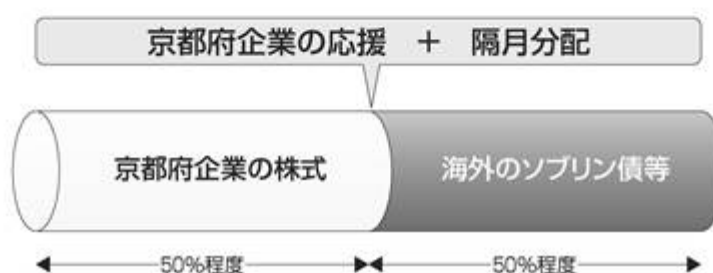 京都府企業の応援 + 隔月分配
京都府企業の株式
海外のソブリン債等
50%程度
50%程度